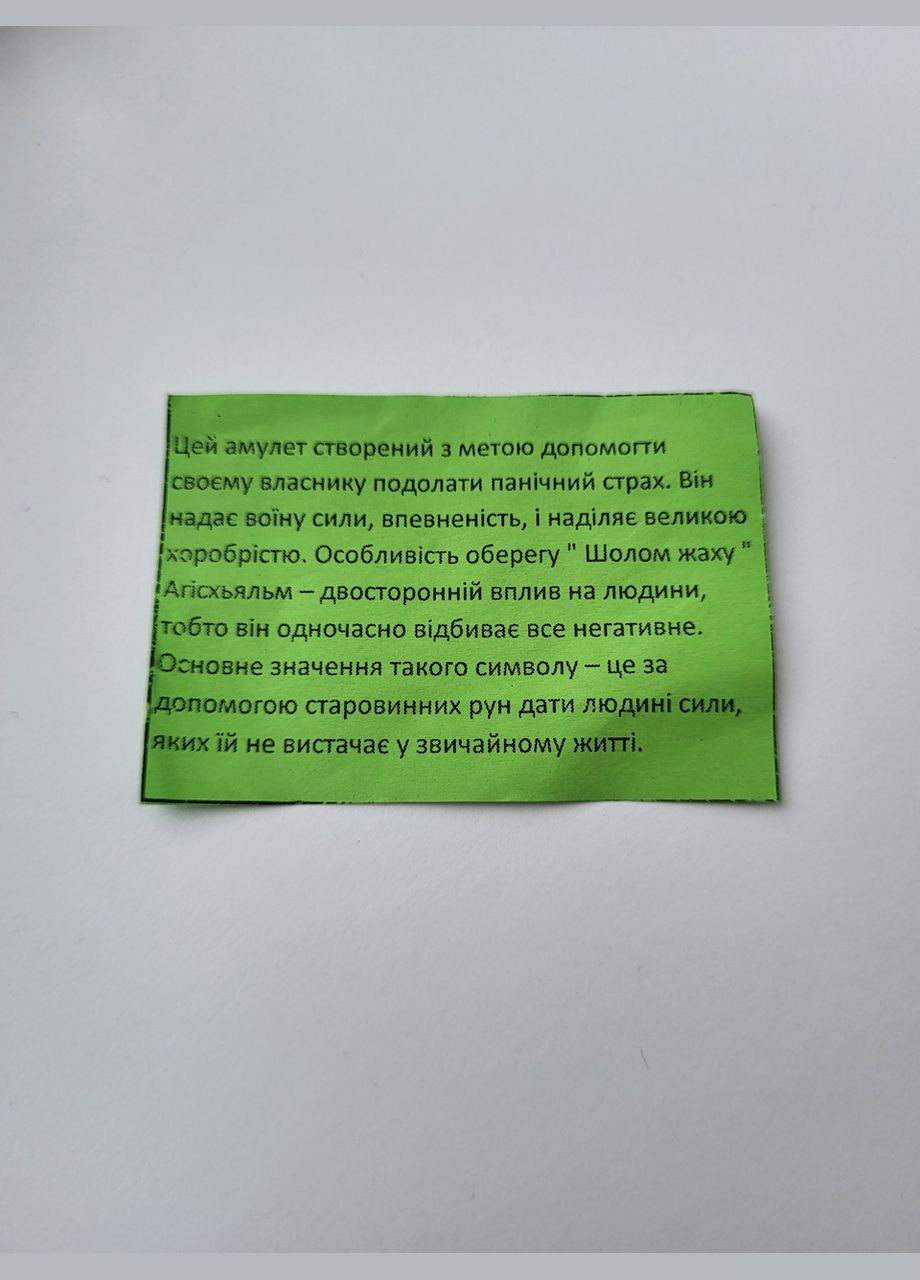 Цей амулет створений з метою допомогти
своєму власнику подолати панічний страх. Він
надає воїну сили, впевненість, і наділяє великою
хоробрістю. Особливість оберегу " Шолом жаху "
Агісхьяльм – двосторонній вплив на людини,
тобто він одночасно відбиває все негативне.
Основне значення такого символу – це за
допомогою старовинних рун дати людині сили,
яких їй не вистачає у звичайному житті.